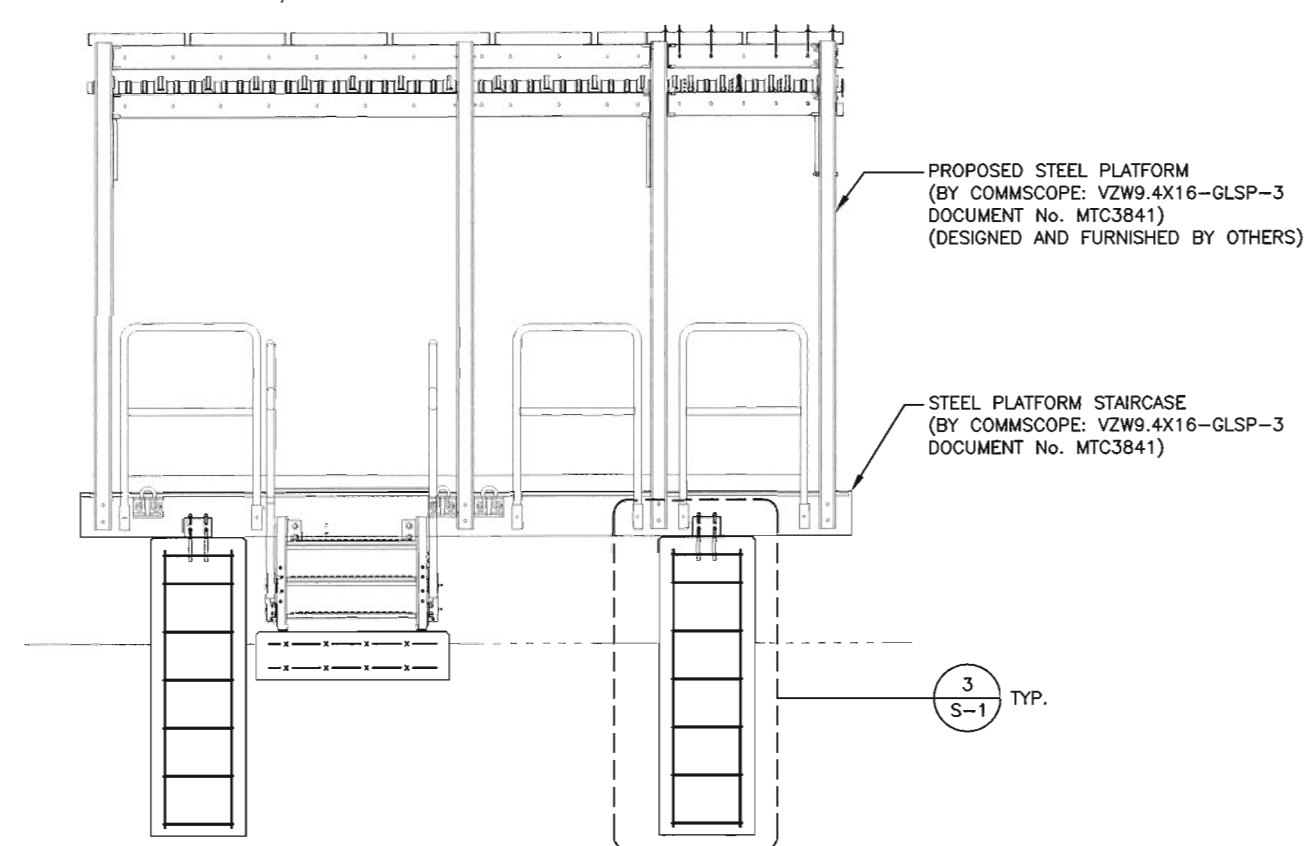 PROPOSED STEEL PLATFORM
(BY COMMSCOPE: VZW9.4X16-GLSP-3
DOCUMENT No. MTC3841)
(DESIGNED AND FURNISHED BY OTHERS)
STEEL PLATFORM STAIRCASE
(BY COMMSCOPE: VZW9.4X16-GLSP-3
DOCUMENT No. MTC3841)
3
S-1
TYP.